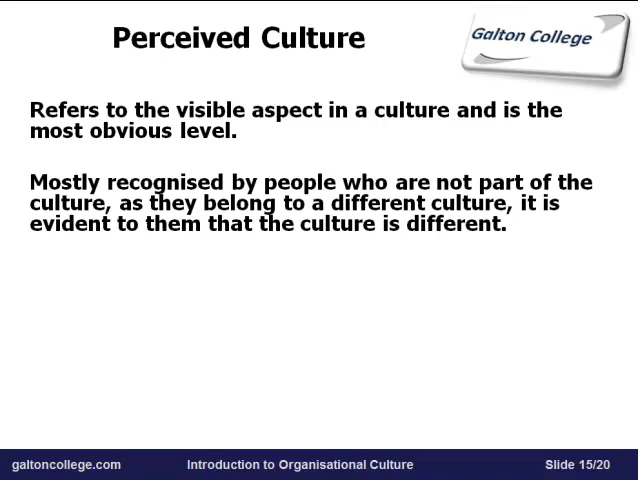 Perceived Culture
Galton College
Refers to the visible aspect in a culture and is the
most obvious level.
Mostly recognised by people who are not part of the
culture, as they belong to a different culture, it is
evident to them that the culture is different.
galtoncollege.com
Introduction to Organisational Culture
Slide 15/20